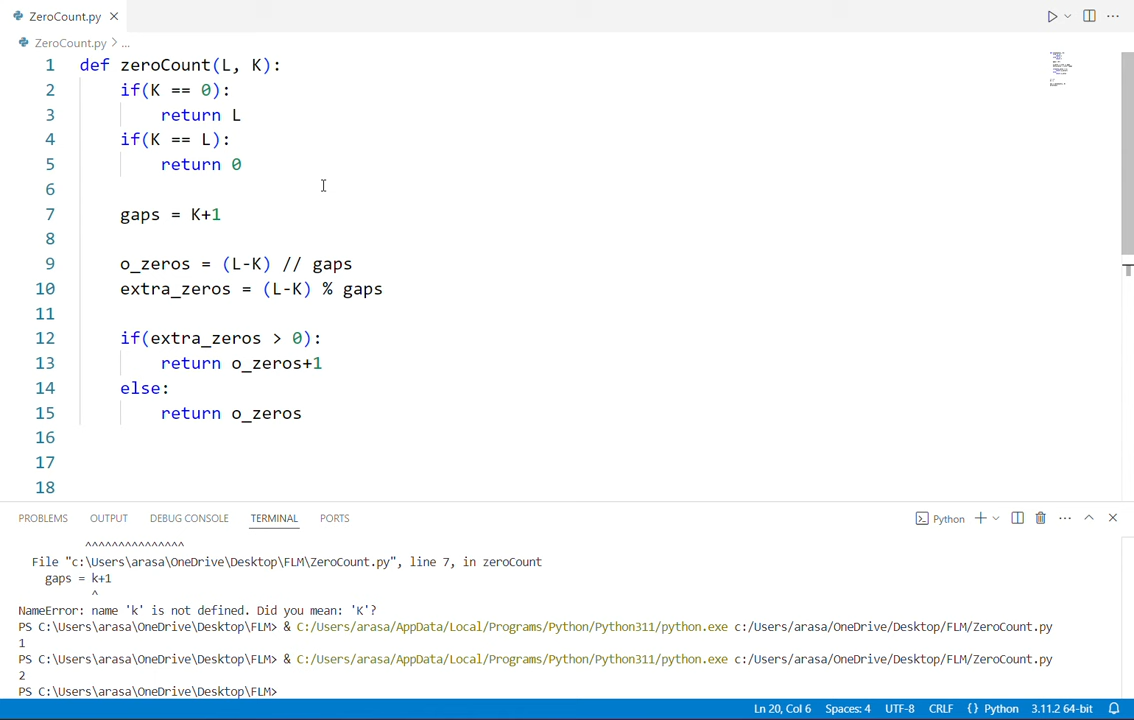 ZeroCount.py
ZeroCount.py > ...
1 def zeroCount(L, K):
2 if(K == 0):
3 return L
4 if(K == L):
5 return 0
6
7 gaps = K+1
8
9 o_zeros = (L-K) // gaps
10 extra_zeros = (L-K) % gaps
11
12 if(extra_zeros > 0):
13 return o_zeros+1
14 else:
15 return o_zeros
16
17
18
PROBLEMS OUTPUT DEBUG CONSOLE TERMINAL PORTS Python
^^^^^^^^^^^^^^^
File "c:\Users\arasa\OneDrive\Desktop\FLM\ZeroCount.py", line 7, in zeroCount
gaps = k+1
^
NameError: name 'k' is not defined. Did you mean: 'K'?
PS C:\Users\arasa\OneDrive\Desktop\FLM> & C:/Users/arasa/AppData/Local/Programs/Python/Python311/python.exe c:/Users/arasa/OneDrive/Desktop/FLM/ZeroCount.py
1
PS C:\Users\arasa\OneDrive\Desktop\FLM> & C:/Users/arasa/AppData/Local/Programs/Python/Python311/python.exe c:/Users/arasa/OneDrive/Desktop/FLM/ZeroCount.py
2
PS C:\Users\arasa\OneDrive\Desktop\FLM>
Ln 20, Col 6 Spaces: 4 UTF-8 CRLF {} Python 3.11.2 64-bit